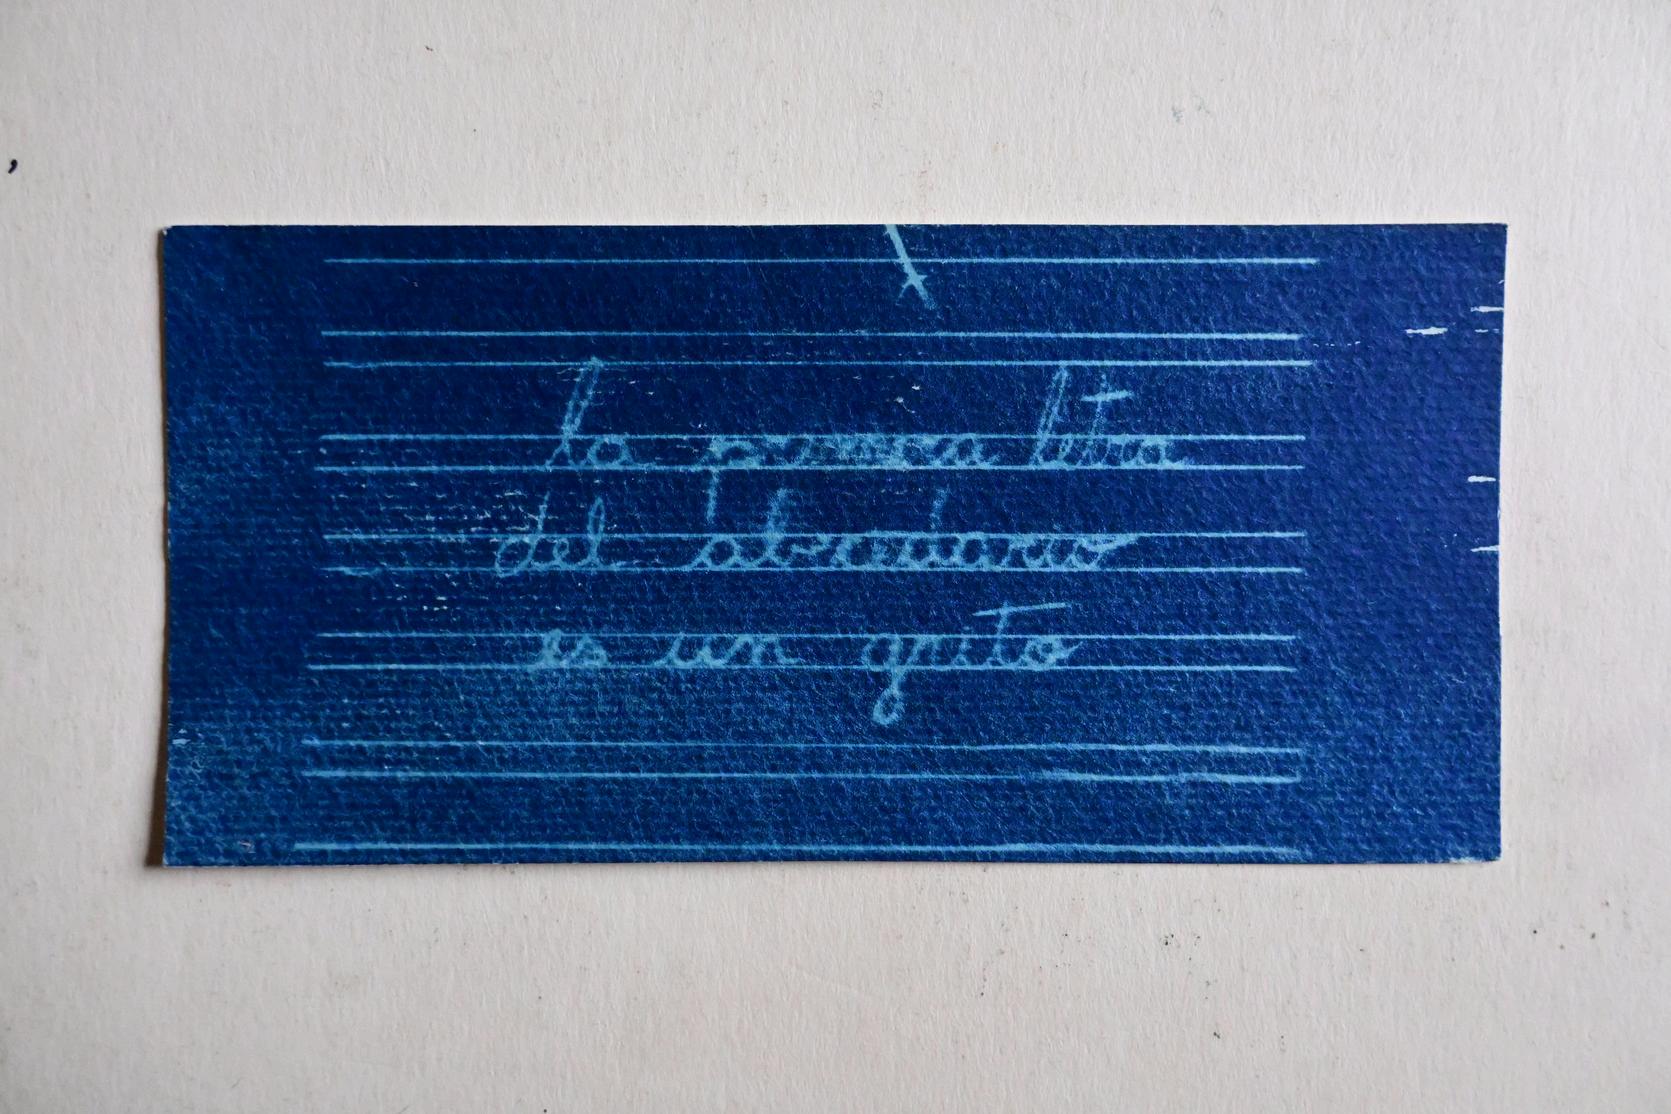 la primera letra
del abecedario
es un grito